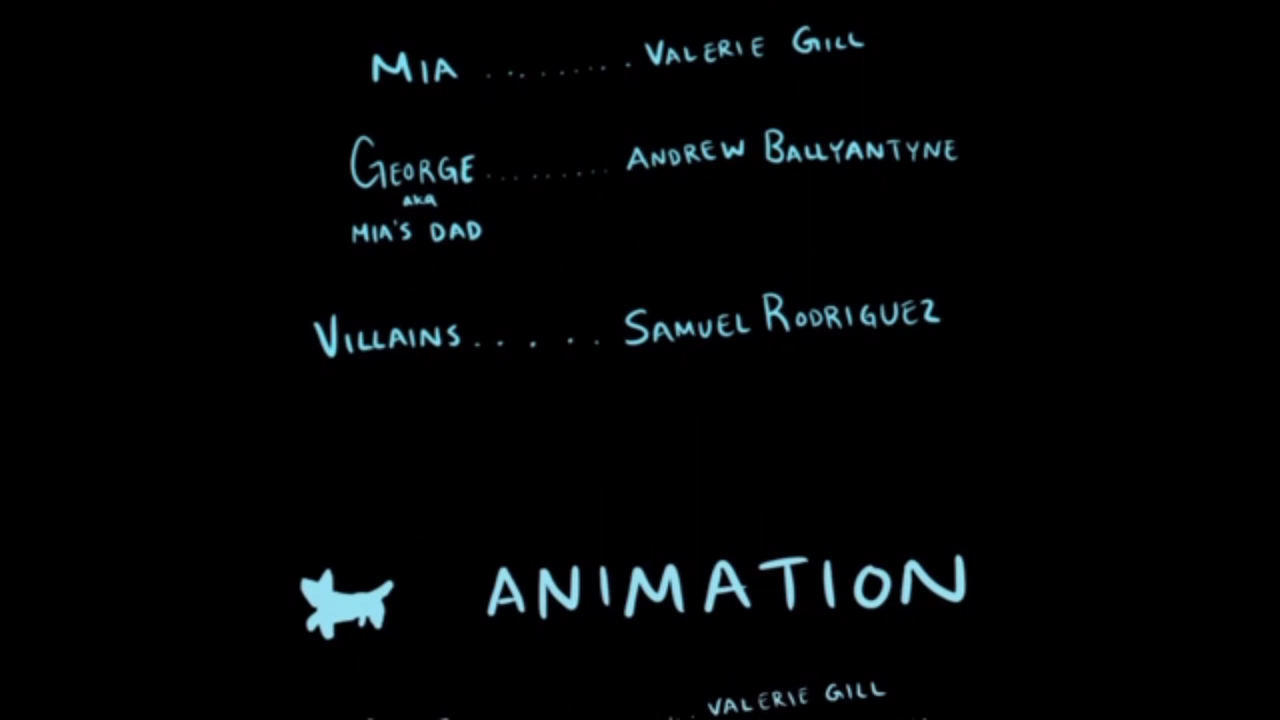 MIA ......... VALERIE GILL
GEORGE ......... ANDREW BALLYANTYNE
aka
MIA'S DAD
VILLAINS ..... SAMUEL RODRIGUEZ
ANIMATION
VALERIE GILL